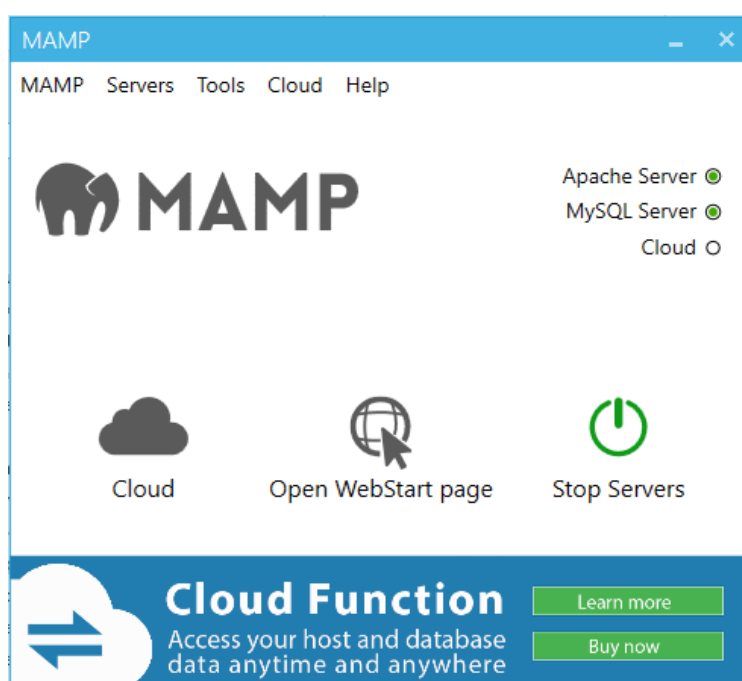 MAMP
MAMP Servers Tools Cloud Help
MAMP
Apache Server
MySQL Server
Cloud
Cloud
Open WebStart page
Stop Servers
Cloud Function
Access your host and database
data anytime and anywhere
Learn more
Buy now